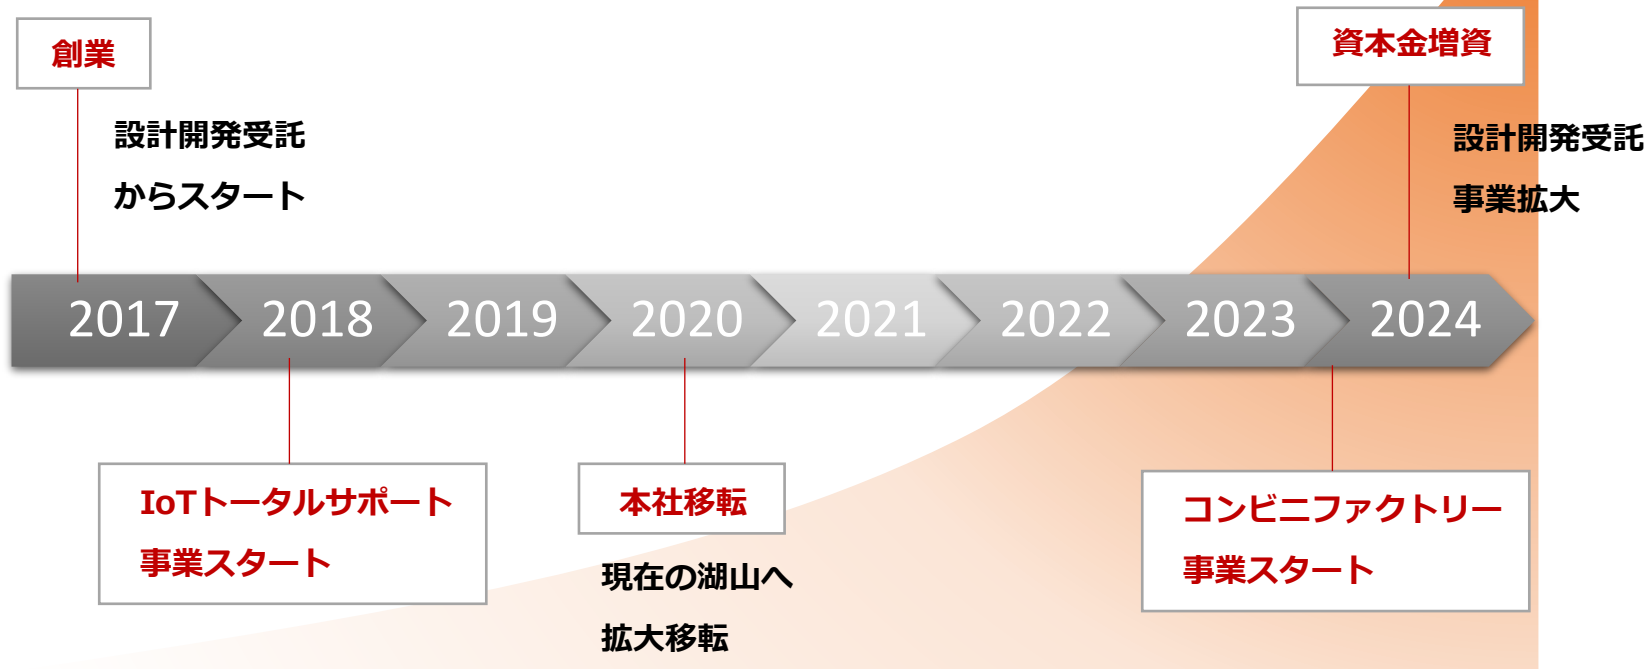 創業
設計開発受託
からスタート
資本金増資
設計開発受託
事業拡大
2017
2018
2019
2020
2021
2022
2023
2024
IoTトータルサポート
事業スタート
本社移転
現在の湖山へ
拡大移転
コンビニファクトリー
事業スタート